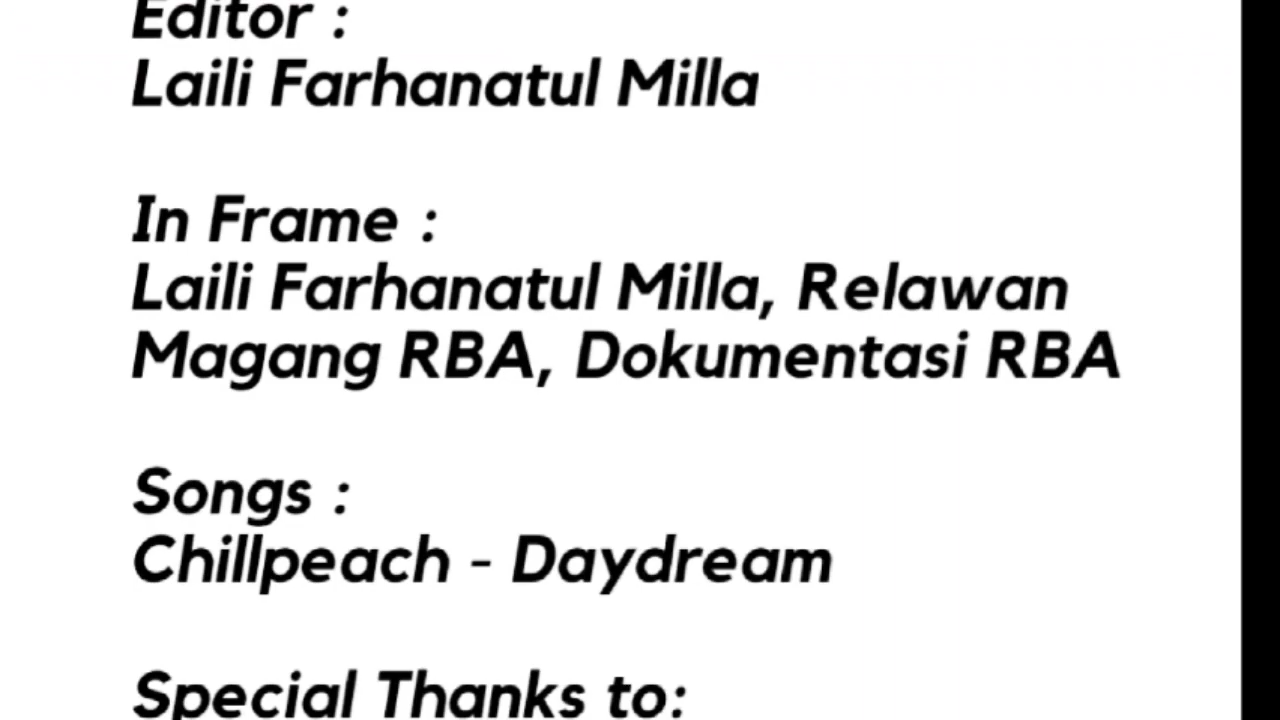 Editor :
Laili Farhanatul Milla
In Frame :
Laili Farhanatul Milla, Relawan
Magang RBA, Dokumentasi RBA
Songs :
Chillpeach - Daydream
Special Thanks to: